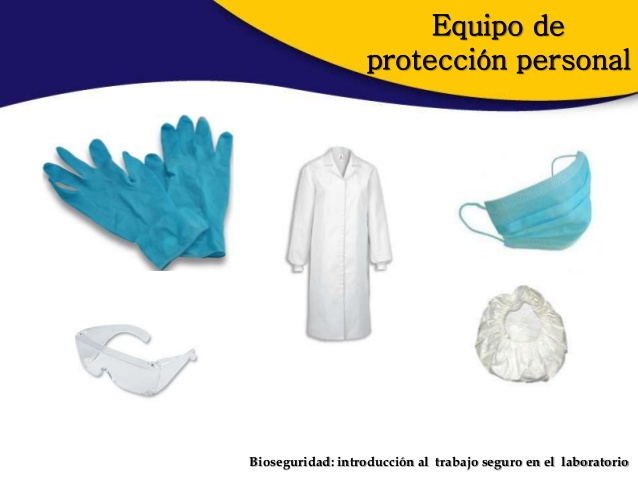 Equipo de
protección personal
Bioseguridad: introducción al trabajo seguro en el laboratorio